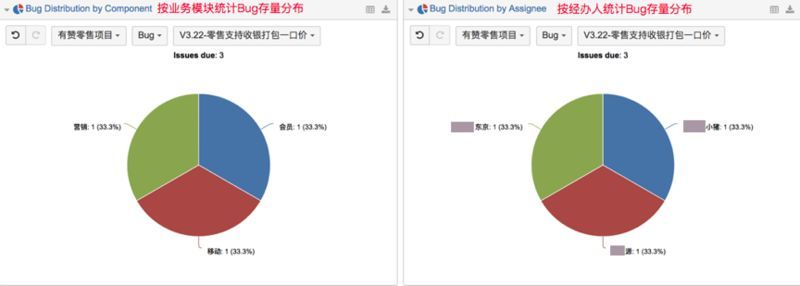 Bug Distribution by Component 按业务模块统计Bug存量分布
有赞零售项目 Bug V3.22-零售支持收银打包一口价
Issues due: 3
营销: 1 (33.3%)
会员: 1 (33.3%)
移动: 1 (33.3%)
Bug Distribution by Assignee 按经办人统计Bug存量分布
有赞零售项目 Bug V3.22-零售支持收银打包一口价
Issues due: 3
东京: 1 (33.3%)
小猪: 1 (33.3%)
源: 1 (33.3%)